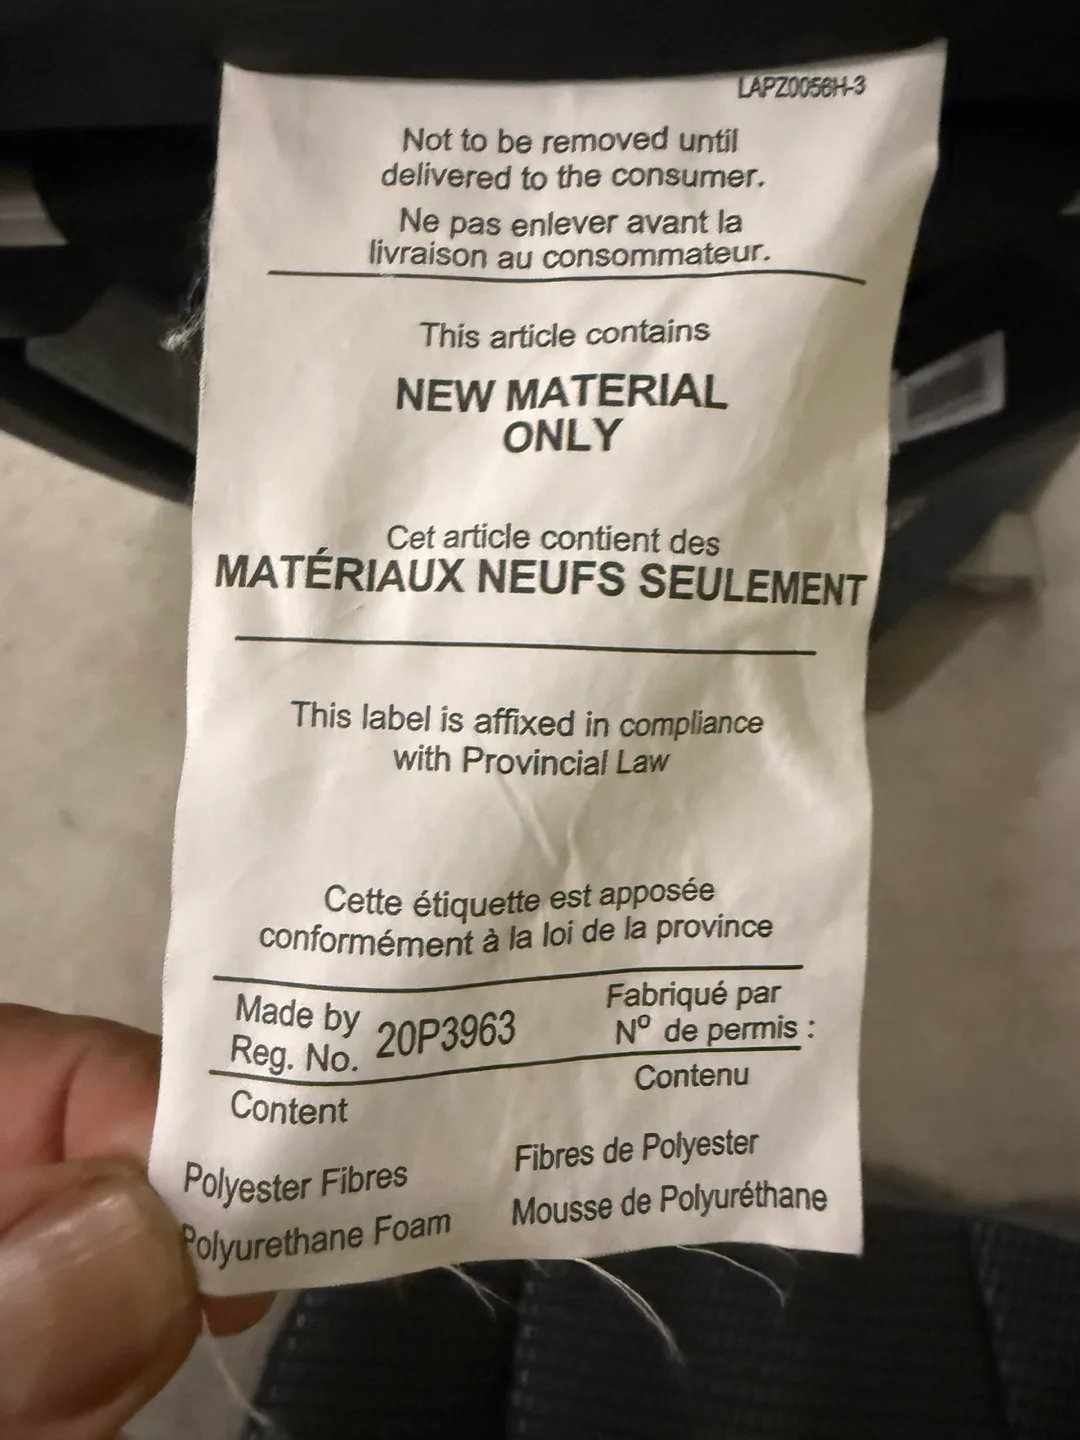 LAPZ0056H-3
Not to be removed until
delivered to the consumer.
Ne pas enlever avant la
livraison au consommateur.
This article contains
NEW MATERIAL
ONLY
Cet article contient des
MATÉRIAUX NEUFS SEULEMENT
This label is affixed in compliance
with Provincial Law
Cette étiquette est apposée
conformément à la loi de la province
Made by
Reg. No. 20P3963
Fabriqué par
Nº de permis :
Content
Contenu
Polyester Fibres
Fibres de Polyester
Polyurethane Foam
Mousse de Polyuréthane